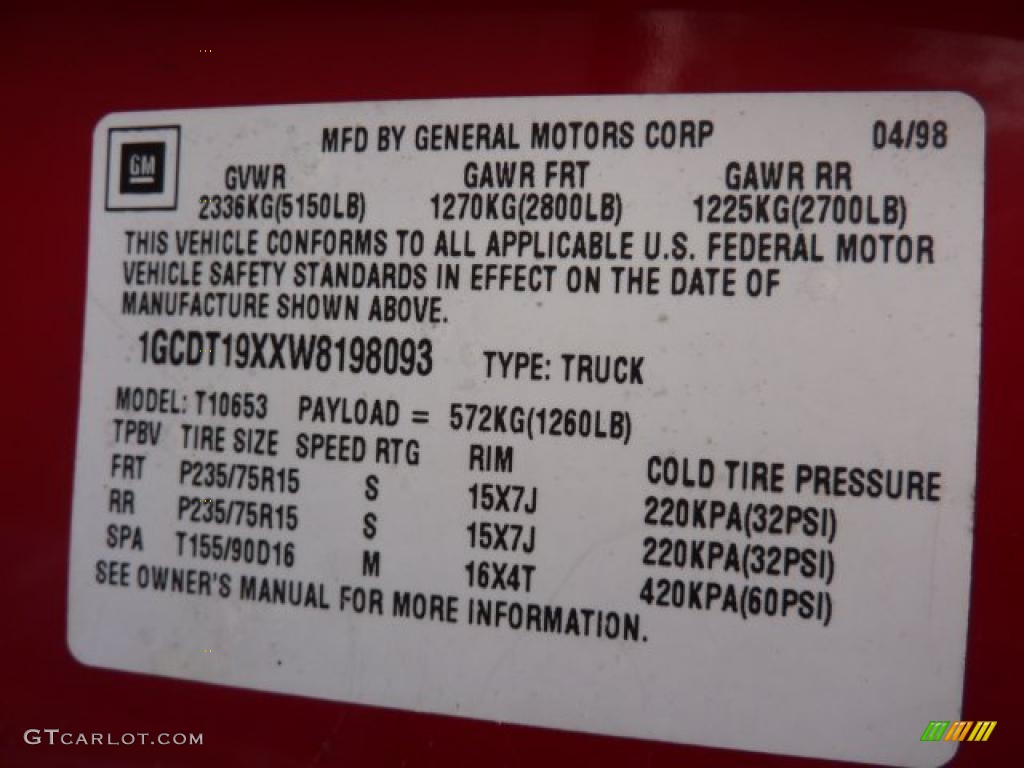 MFD BY GENERAL MOTORS CORP 04/98
GM
GVWR GAWR FRT GAWR RR
2336KG(5150LB) 1270KG(2800LB) 1225KG(2700LB)
THIS VEHICLE CONFORMS TO ALL APPLICABLE U.S. FEDERAL MOTOR
VEHICLE SAFETY STANDARDS IN EFFECT ON THE DATE OF
MANUFACTURE SHOWN ABOVE.
1GCDT19XXW8198093 TYPE: TRUCK
MODEL: T10653 PAYLOAD = 572KG(1260LB)
TPBV TIRE SIZE SPEED RTG RIM COLD TIRE PRESSURE
FRT P235/75R15 S 15X7J 220KPA(32PSI)
RR P235/75R15 S 15X7J 220KPA(32PSI)
SPA T155/90D16 M 16X4T 420KPA(60PSI)
SEE OWNER'S MANUAL FOR MORE INFORMATION.
GTCARLOT.COM